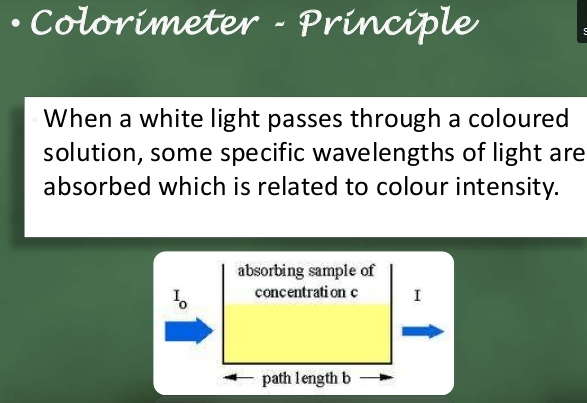 • Colorimeter - Principle
When a white light passes through a coloured
solution, some specific wavelengths of light are
absorbed which is related to colour intensity.
absorbing sample of
concentration c
I₀
I
path length b